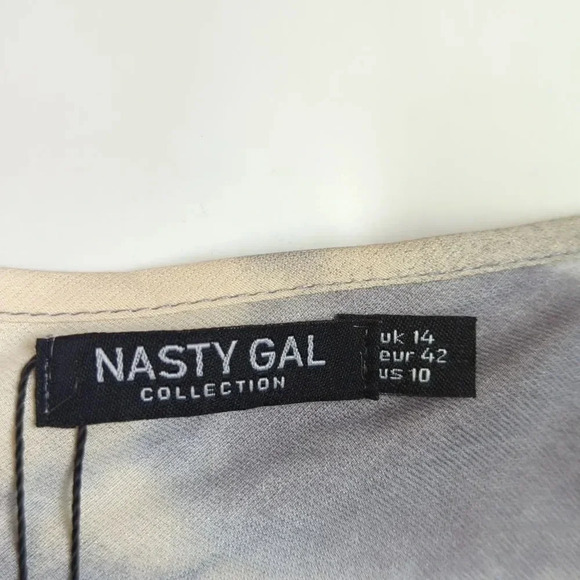 NASTY GAL
COLLECTION
uk 14
eur 42
us 10